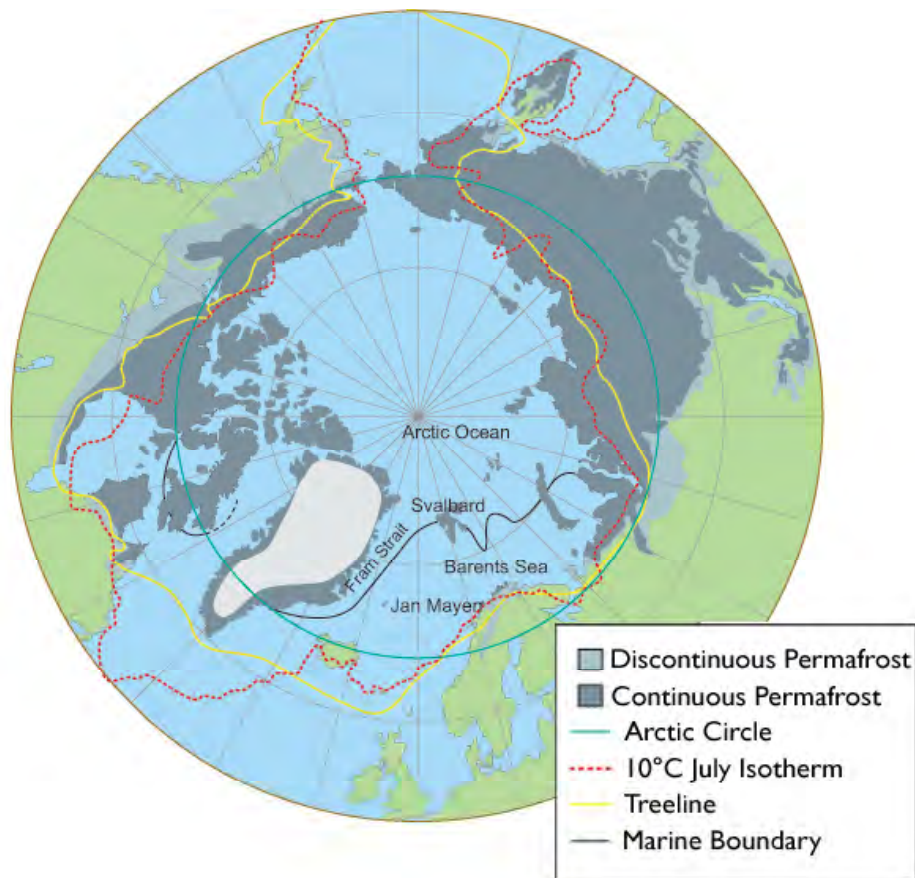 Arctic Ocean
Svalbard
Fram Strait
Barents Sea
Jan Mayen
Discontinuous Permafrost
Continuous Permafrost
Arctic Circle
10°C July Isotherm
Treeline
Marine Boundary